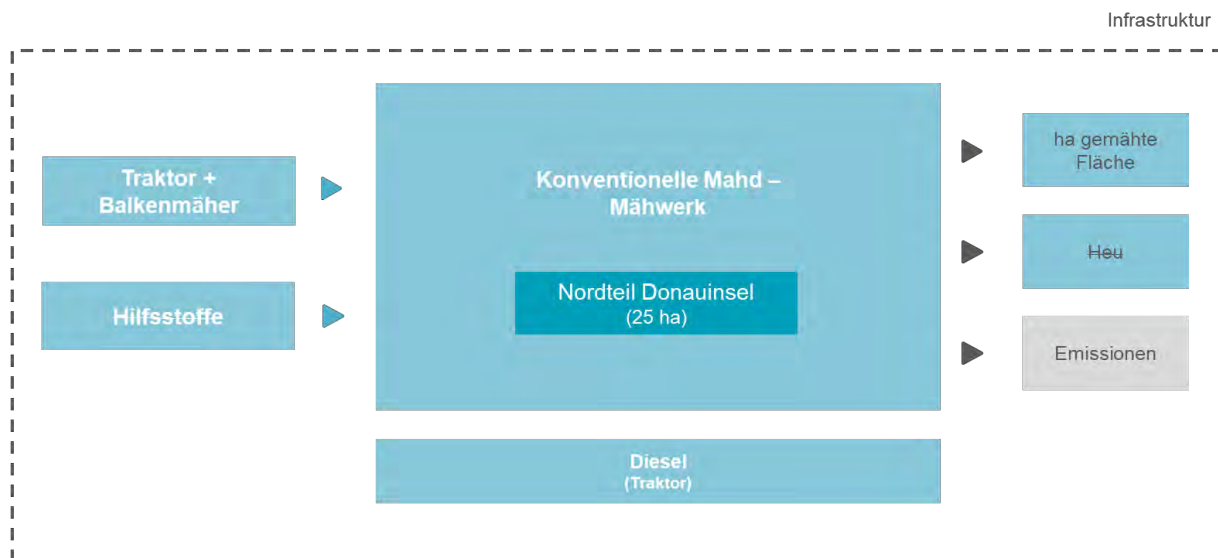 Infrastruktur
Traktor +
Balkenmäher
Hilfsstoffe
Konventionelle Mahd –
Mähwerk
Nordteil Donauinsel
(25 ha)
Diesel
(Traktor)
ha gemähte
Fläche
Heu
Emissionen